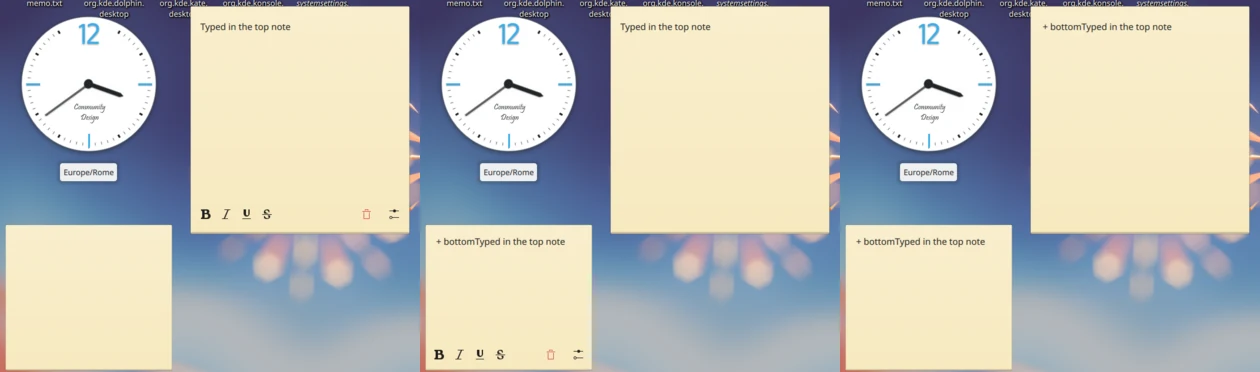 memo.txt
org.kde.dolphin.
desktop
org.kde.kate.
deskto
org.kde.konsole.
systemsettings.
12
Community
Design
Europe/Rome
Typed in the top note
B I U S
memo.txt
org.kde.dolphin.
desktop
org.kde.kate.
deskto
org.kde.konsole.
systemsettings.
12
Community
Design
Europe/Rome
Typed in the top note
+ bottomTyped in the top note
B I U S
memo.txt
org.kde.dolphin.
desktop
org.kde.kate.
deskto
org.kde.konsole.
systemsettings.
12
Community
Design
Europe/Rome
+ bottomTyped in the top note
+ bottomTyped in the top note